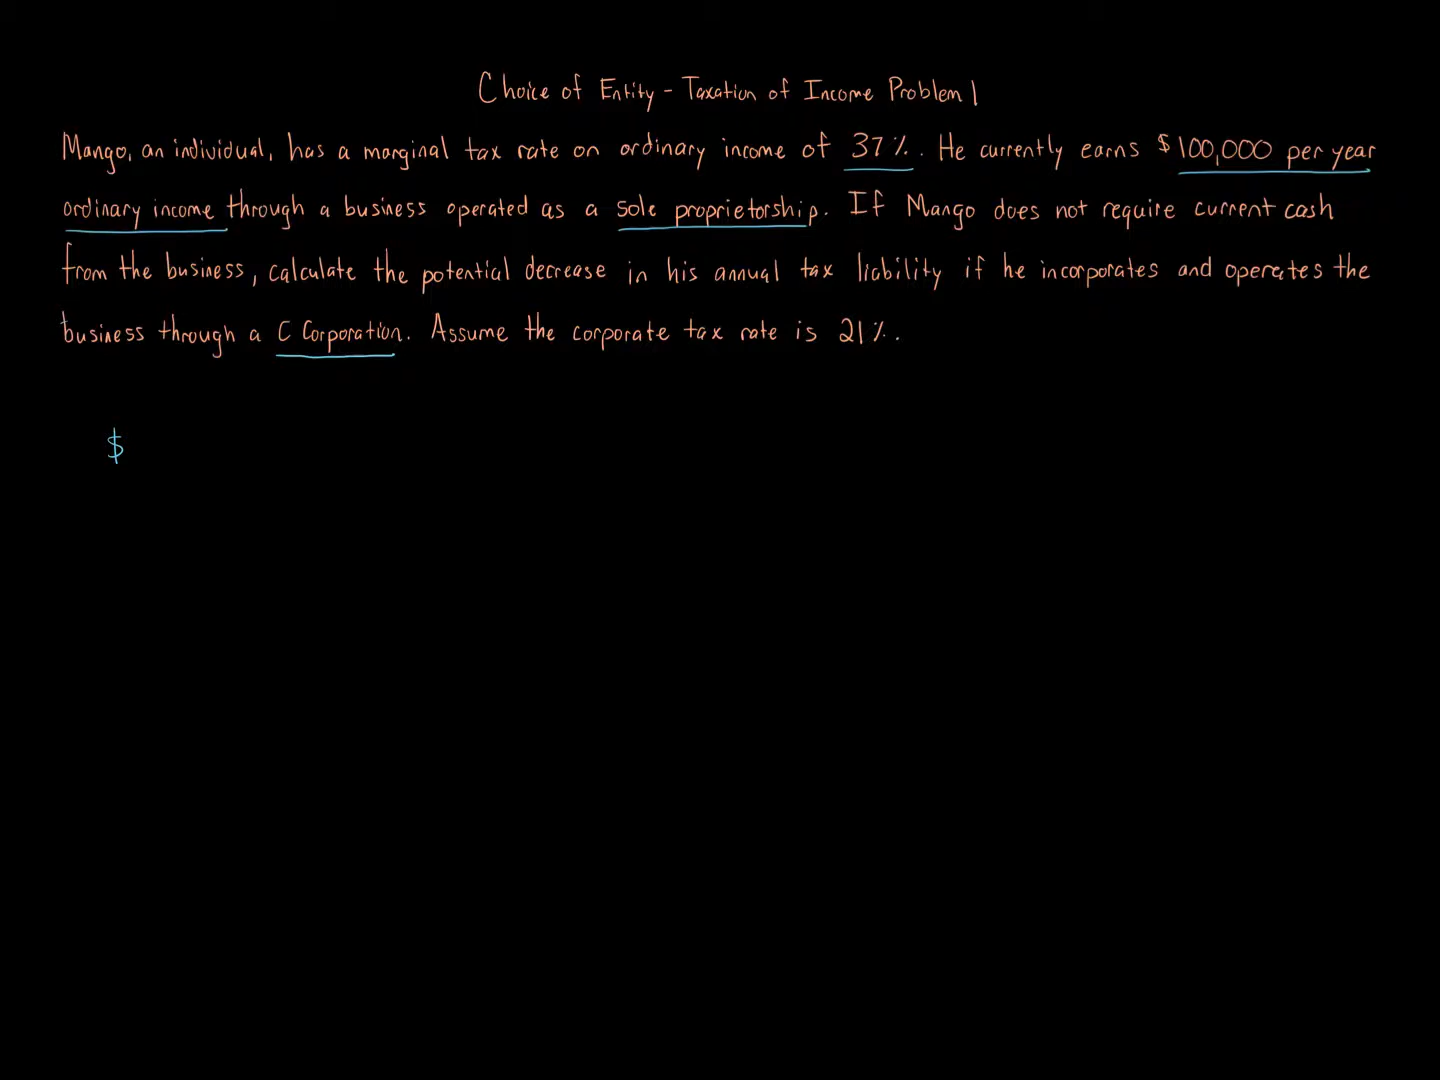 Choice of Entity - Taxation of Income Problem 1
Mango, an individual, has a marginal tax rate on ordinary income of 37%. He currently earns $100,000 per year
ordinary income through a business operated as a sole proprietorship. If Mango does not require current cash
from the business, calculate the potential decrease in his annual tax liability if he incorporates and operates the
business through a C Corporation. Assume the corporate tax rate is 21%.
$